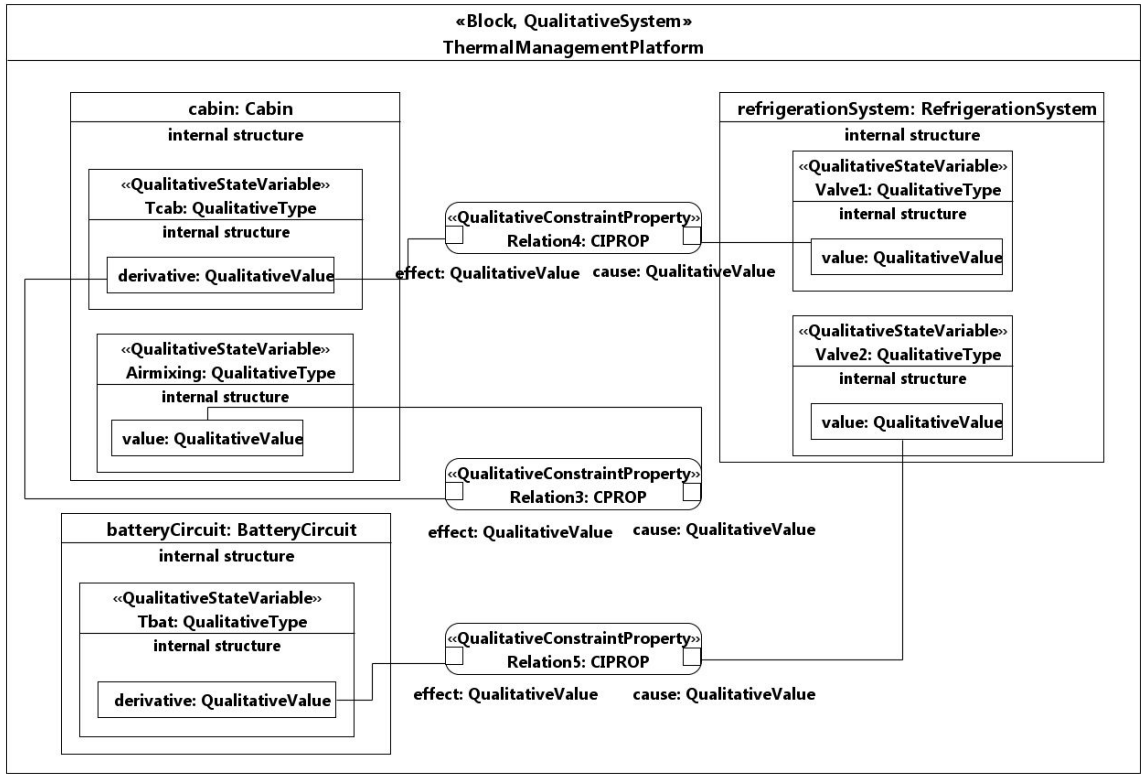 «Block, QualitativeSystem»
ThermalManagementPlatform
cabin: Cabin
internal structure
«QualitativeStateVariable»
Tcab: QualitativeType
internal structure
derivative: QualitativeValue
«QualitativeStateVariable»
Airmixing: QualitativeType
internal structure
value: QualitativeValue
«QualitativeConstraintProperty»
Relation4: CIPROP
effect: QualitativeValue
cause: QualitativeValue
refrigerationSystem: RefrigerationSystem
internal structure
«QualitativeStateVariable»
Valve1: QualitativeType
internal structure
value: QualitativeValue
«QualitativeStateVariable»
Valve2: QualitativeType
internal structure
value: QualitativeValue
«QualitativeConstraintProperty»
Relation3: CPROP
effect: QualitativeValue
cause: QualitativeValue
batteryCircuit: BatteryCircuit
internal structure
«QualitativeStateVariable»
Tbat: QualitativeType
internal structure
derivative: QualitativeValue
«QualitativeConstraintProperty»
Relation5: CIPROP
effect: QualitativeValue
cause: QualitativeValue